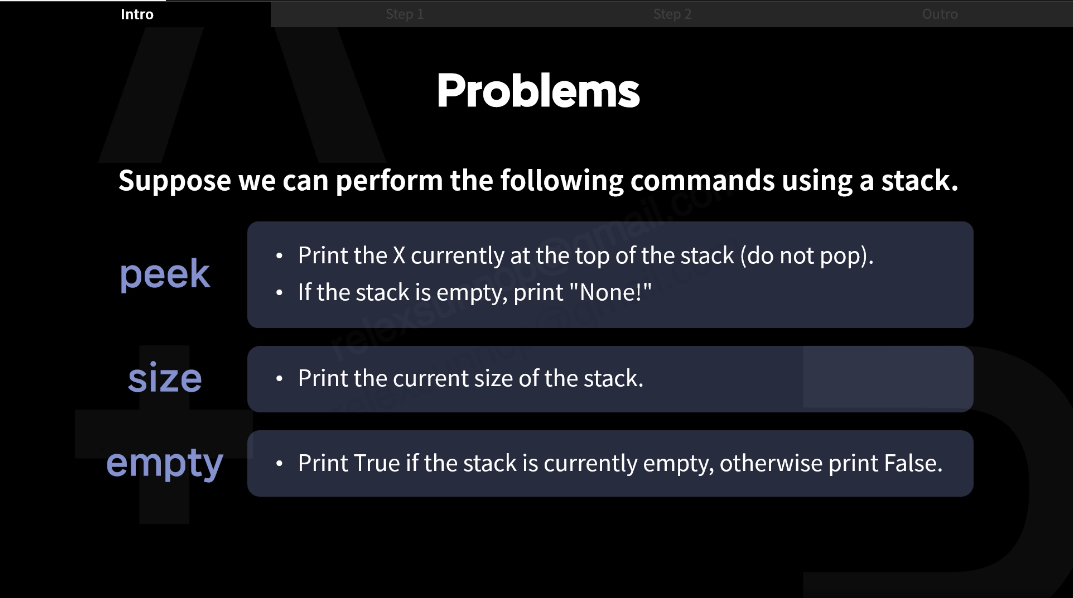 Intro
Step 1
Step 2
Outro
Problems
Suppose we can perform the following commands using a stack.
peek
• Print the X currently at the top of the stack (do not pop).
• If the stack is empty, print "None!"
size
• Print the current size of the stack.
empty
• Print True if the stack is currently empty, otherwise print False.